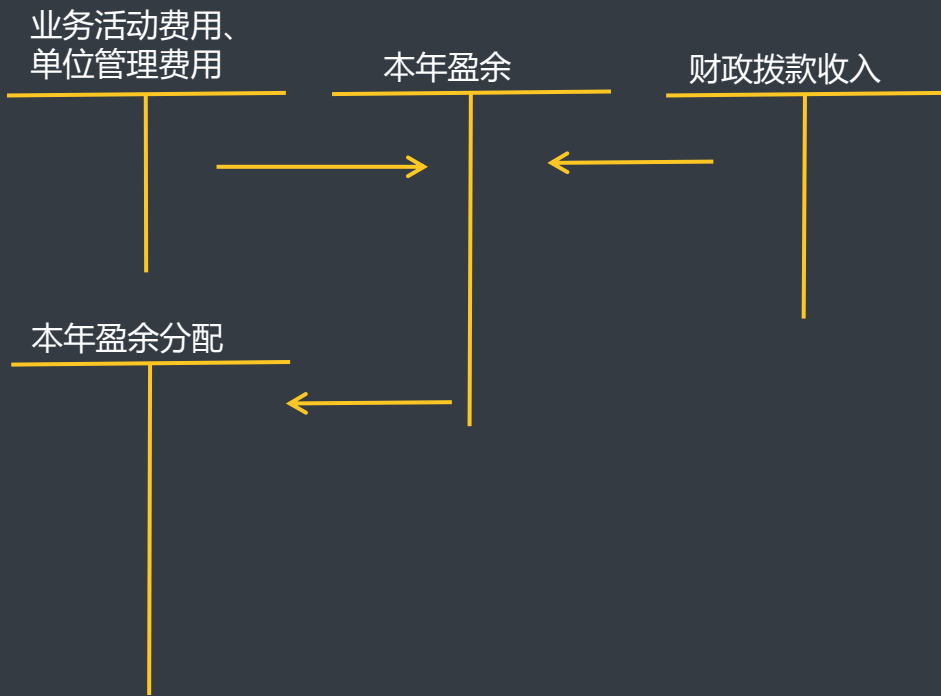 业务活动费用、
单位管理费用
本年盈余
财政拨款收入
本年盈余分配